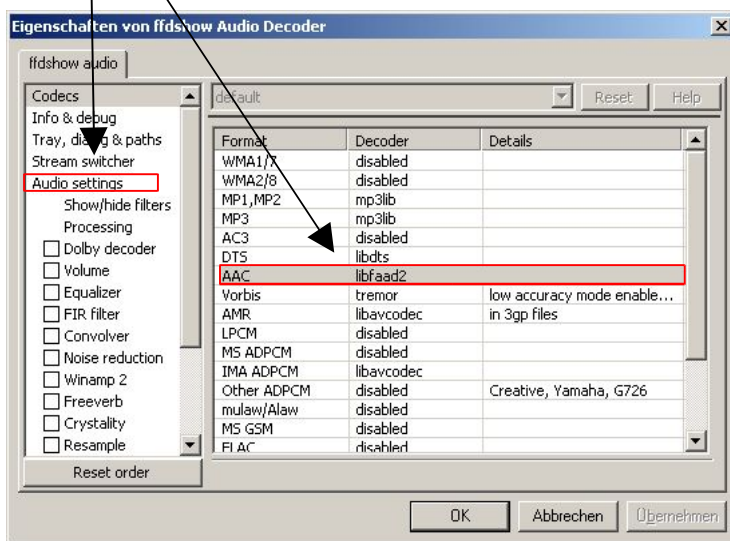 Eigenschaften von ffdshow Audio Decoder
ffdshow audio
Codecs
Info & debug
Tray, dialog & paths
Stream switcher
Audio settings
Show/hide filters
Processing
Dolby decoder
Volume
Equalizer
FIR filter
Convolver
Noise reduction
Winamp 2
Freeverb
Crystality
Resample
Reset order
default
Reset
Help
Format Decoder Details
WMA1/7 disabled
WMA2/8 disabled
MP1,MP2 mp3lib
MP3 mp3lib
AC3 disabled
DTS libdts
AAC libfaad2
Vorbis tremor low accuracy mode enable...
AMR libavcodec in 3gp files
LPCM disabled
MS ADPCM disabled
IMA ADPCM libavcodec
Other ADPCM disabled Creative, Yamaha, G726
mulaw/Alaw disabled
MS GSM disabled
FLAC disabled
OK
Abbrechen
Übernehmen